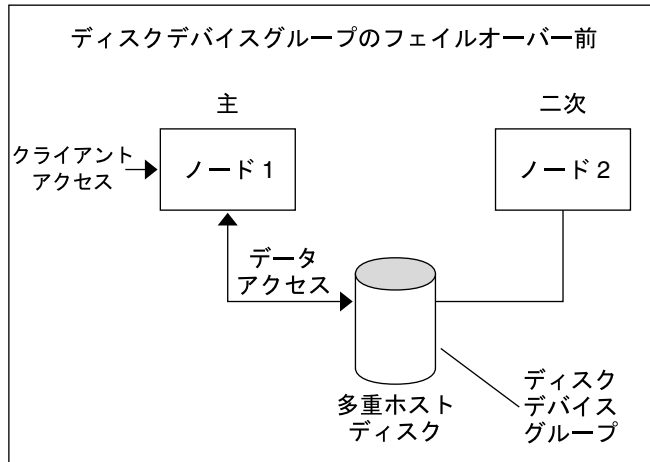 ディスクデバイスグループのフェイルオーバー前
主
二次
クライアント
アクセス
ノード 1
ノード 2
データ
アクセス
多重ホスト
ディスク
ディスク
デバイス
グループ